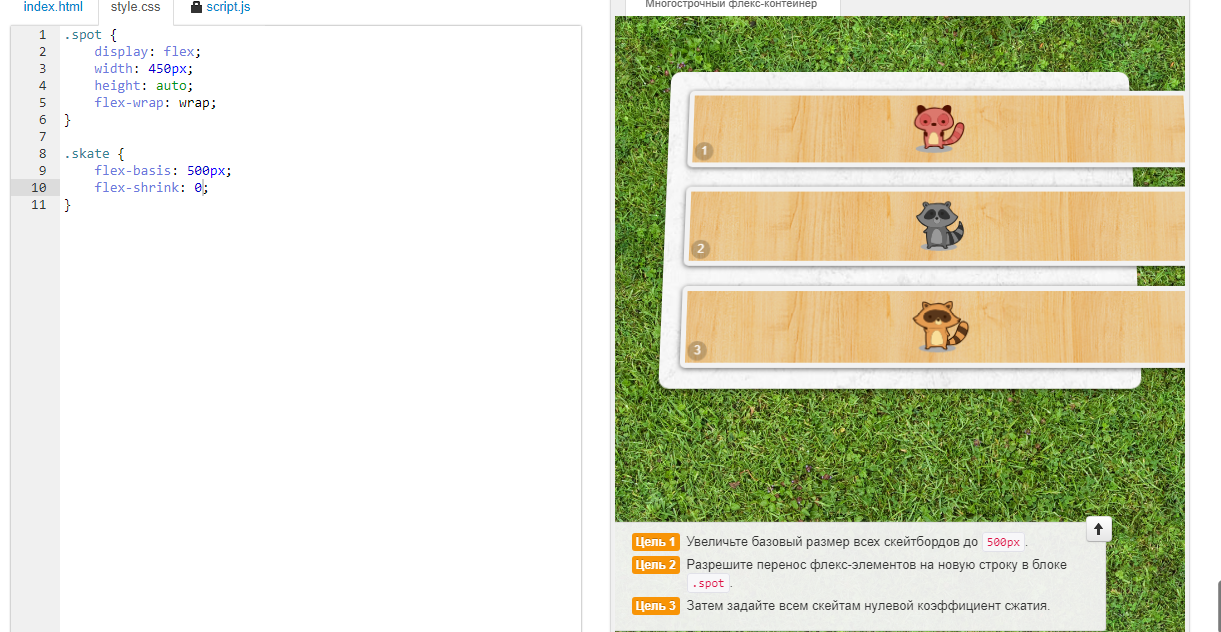 index.html
style.css
script.js
1 .spot {
2 display: flex;
3 width: 450px;
4 height: auto;
5 flex-wrap: wrap;
6 }
7
8 .skate {
9 flex-basis: 500px;
10 flex-shrink: 0;
11 }
Многострочный флекс-контейнер
1
2
3
Цель 1 Увеличьте базовый размер всех скейтбордов до 500px.
Цель 2 Разрешите перенос флекс-элементов на новую строку в блоке
.spot.
Цель 3 Затем задайте всем скейтам нулевой коэффициент сжатия.